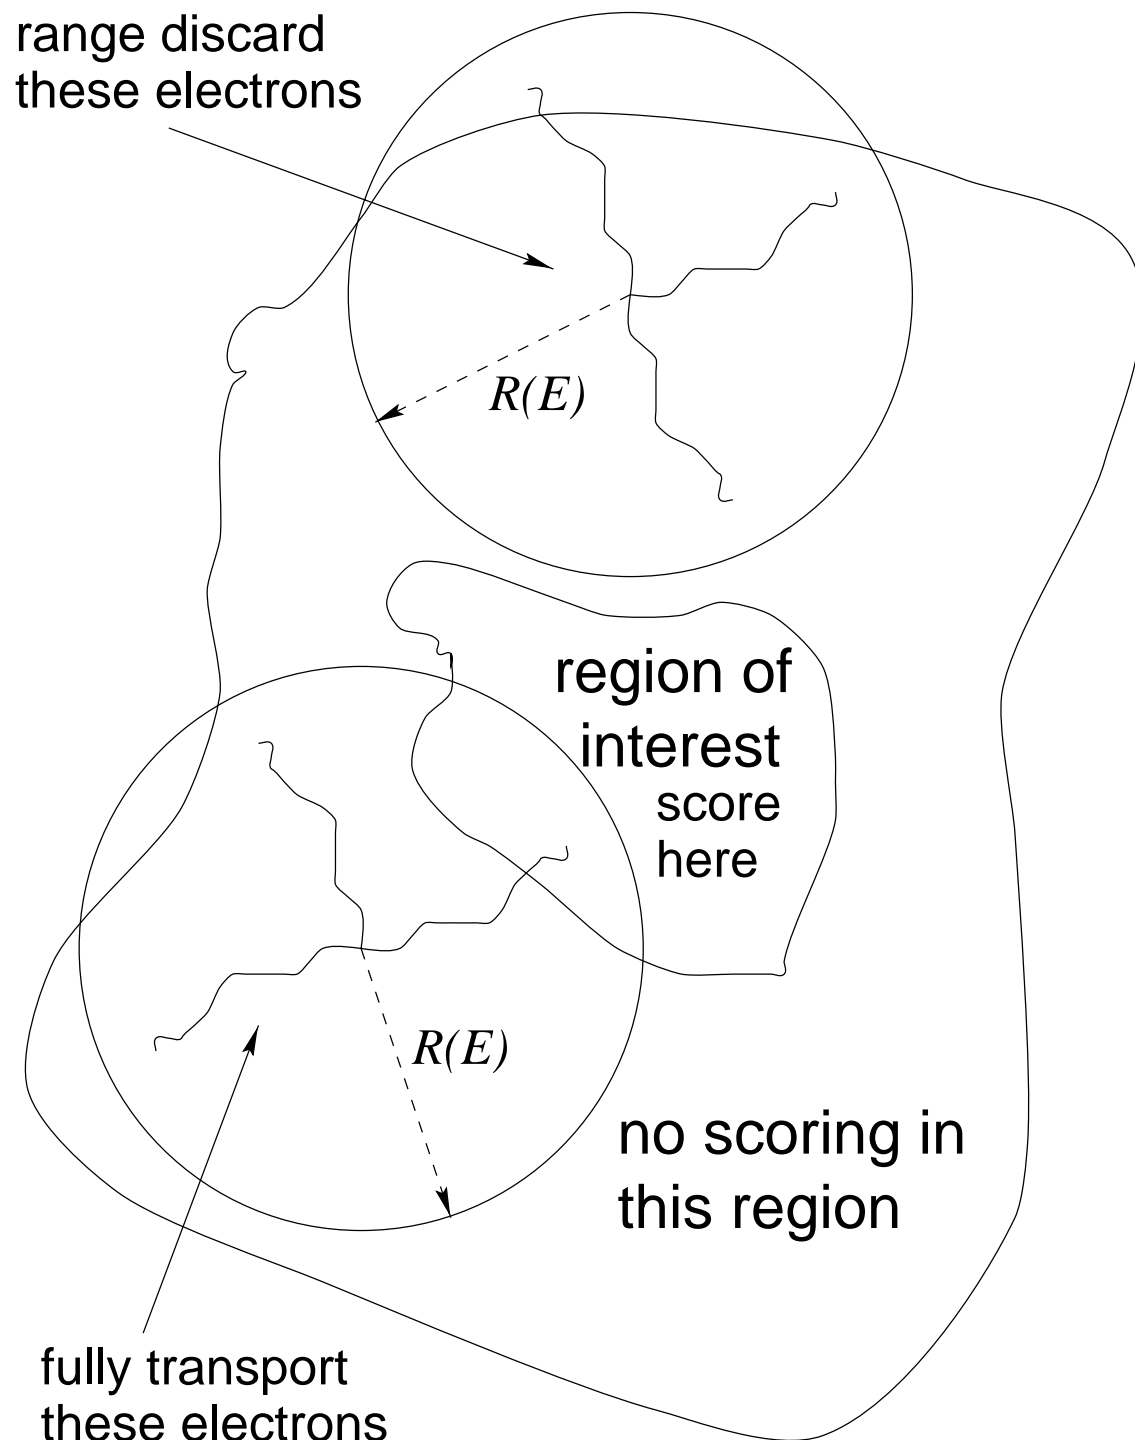 range discard
these electrons
R(E)
region of
interest
score
here
R(E)
no scoring in
this region
fully transport
these electrons